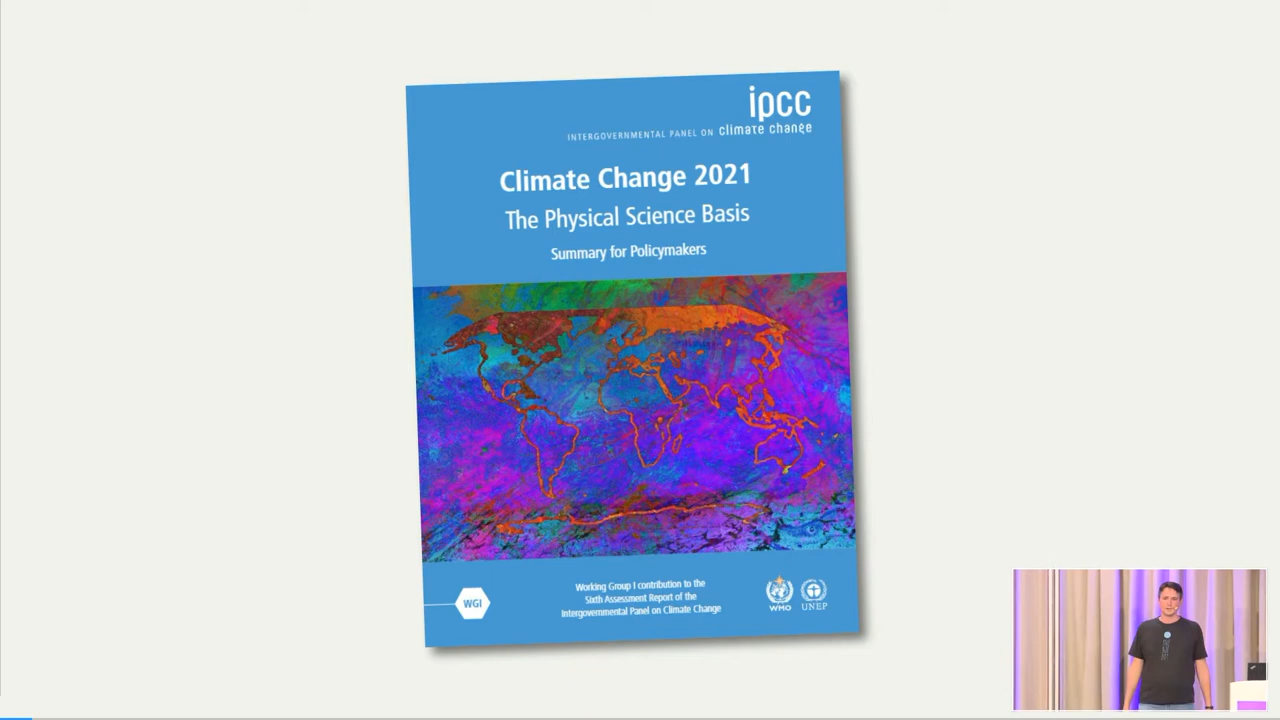 ipcc
INTERGOVERNMENTAL PANEL ON climate change
Climate Change 2021
The Physical Science Basis
Summary for Policymakers
WGI
Working Group I contribution to the
Sixth Assessment Report of the
Intergovernmental Panel on Climate Change
WMO
UNEP